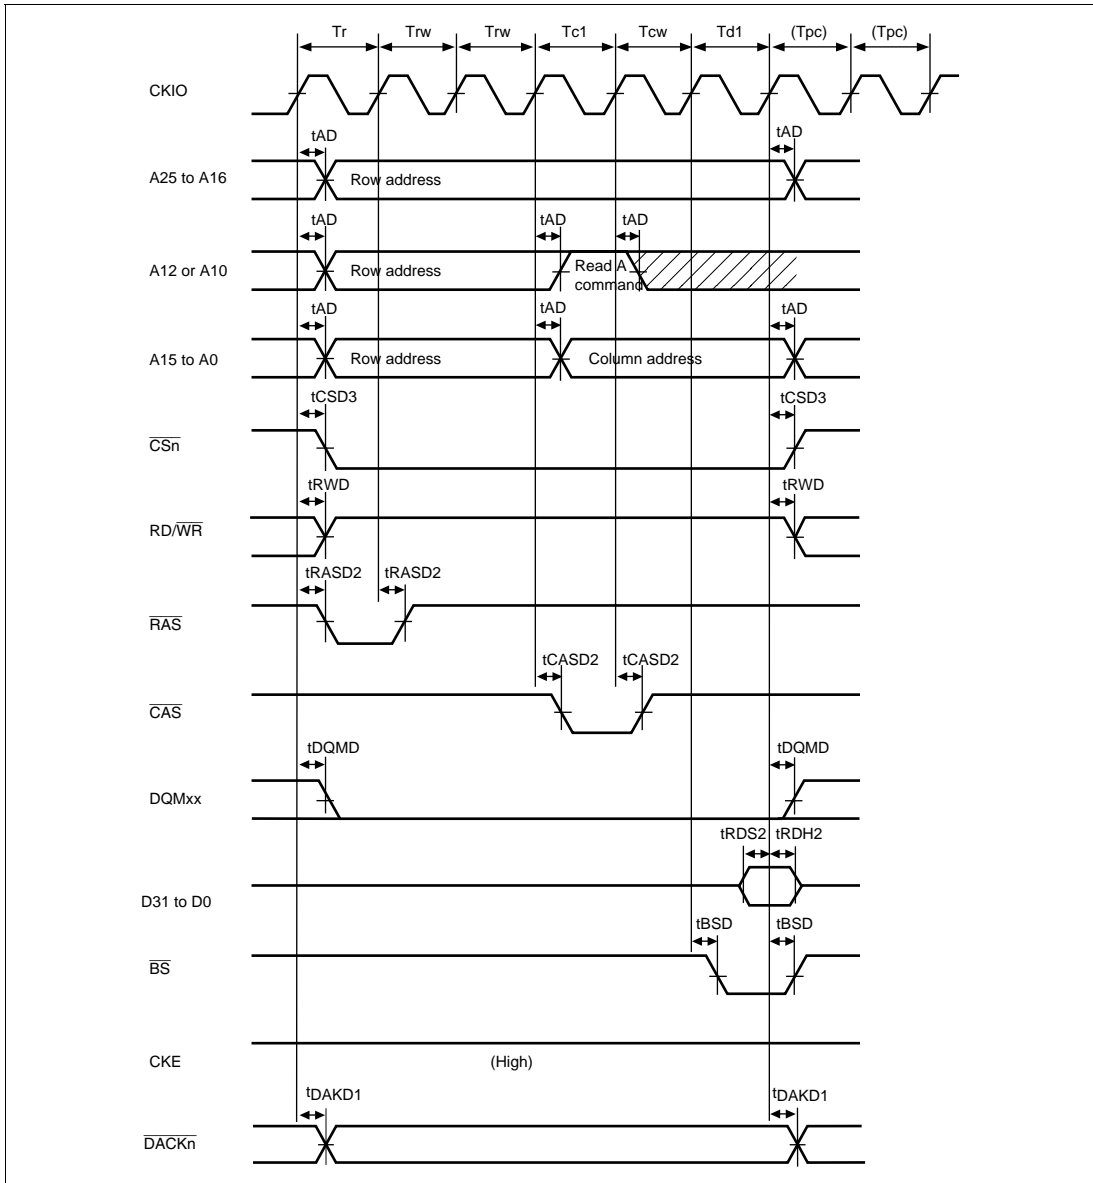 Tr Trw Trw Tc1 Tcw Td1 (Tpc) (Tpc)
CKIO
tAD tAD
A25 to A16 Row address
tAD tAD tAD
A12 or A10 Row address Read A command
tAD tAD tAD
A15 to A0 Row address Column address
tCSD3 tCSD3
CSn
tRWD tRWD
RD/WR
tRASD2 tRASD2
RAS
tCASD2 tCASD2
CAS
tDQMD tDQMD
DQMxx
tRDS2 tRDH2
D31 to D0
tBSD tBSD
BS
CKE (High)
tDAKD1 tDAKD1
DACKn